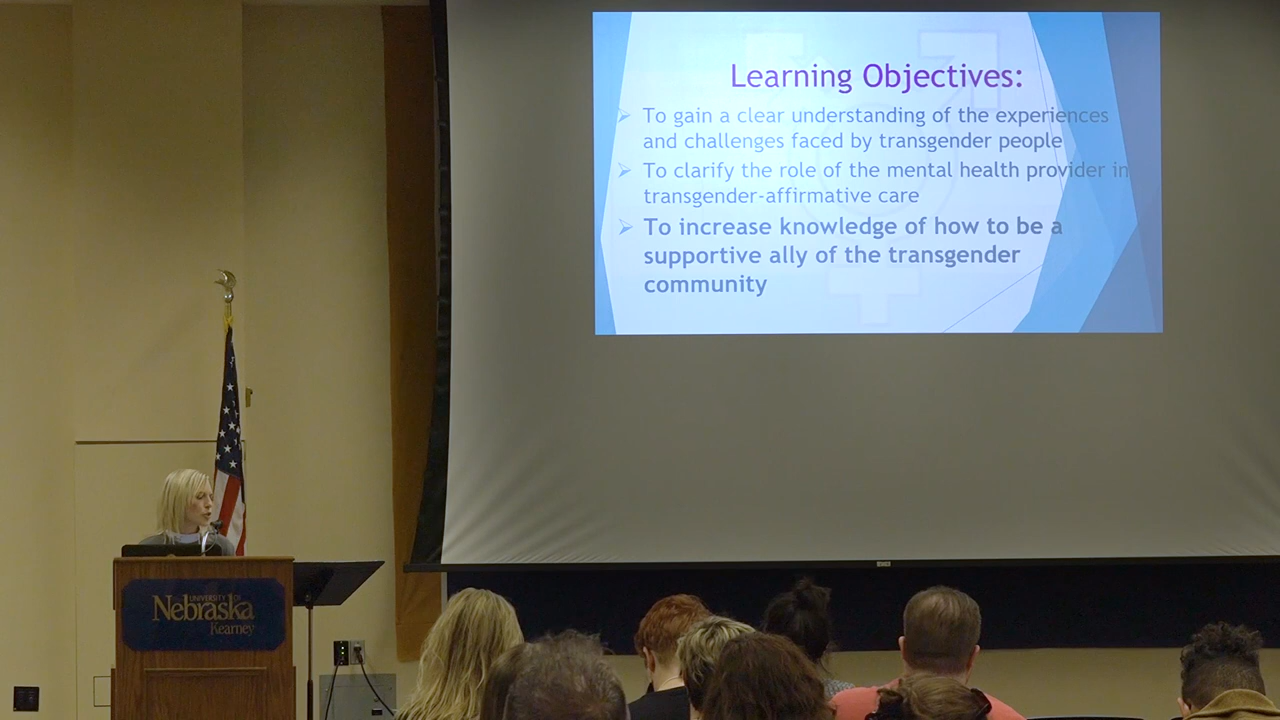 Learning Objectives:
To gain a clear understanding of the experiences
and challenges faced by transgender people
To clarify the role of the mental health provider in
transgender-affirmative care
To increase knowledge of how to be a
supportive ally of the transgender
community
UNIVERSITY OF
Nebraska
Kearney